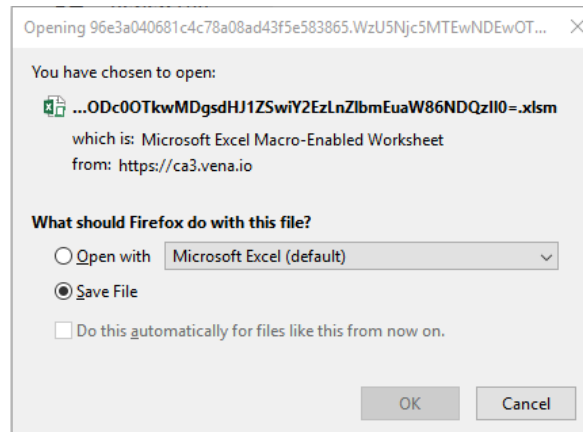 Opening 96e3a040681c4c78a08ad43f5e583865.WzU5Njc5MTEwNDEwOT...
You have chosen to open:
...ODc0OTkwMDgsdHJ1ZSwiY2EzLnZlbmEuaW86NDQzIl0=.xlsm
which is: Microsoft Excel Macro-Enabled Worksheet
from: https://ca3.vena.io
What should Firefox do with this file?
Open with Microsoft Excel (default)
Save File
Do this automatically for files like this from now on.
OK Cancel